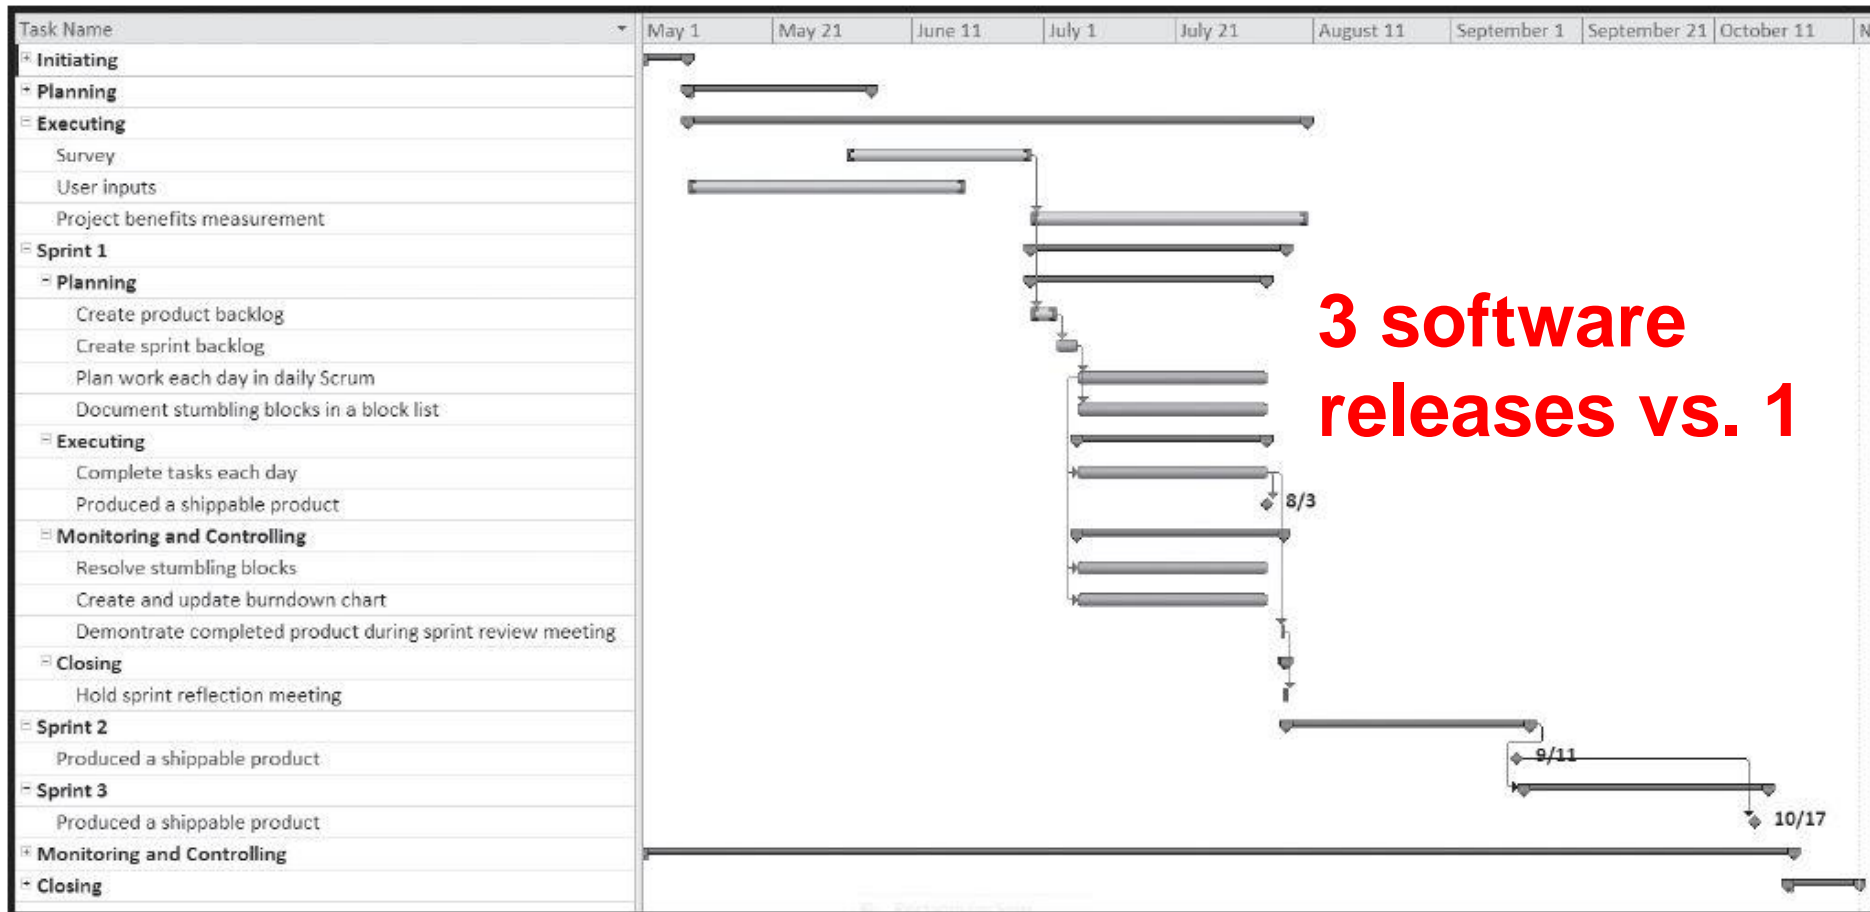 Task Name
May 1 May 21 June 11 July 1 July 21 August 11 September 1 September 21 October 11 N
Initiating
Planning
Executing
Survey
User inputs
Project benefits measurement
Sprint 1
Planning
Create product backlog
Create sprint backlog
Plan work each day in daily Scrum
Document stumbling blocks in a block list
Executing
Complete tasks each day
Produced a shippable product
8/3
Monitoring and Controlling
Resolve stumbling blocks
Create and update burndown chart
Demontrate completed product during sprint review meeting
Closing
Hold sprint reflection meeting
Sprint 2
Produced a shippable product
9/11
Sprint 3
Produced a shippable product
10/17
Monitoring and Controlling
Closing
3 software
releases vs. 1